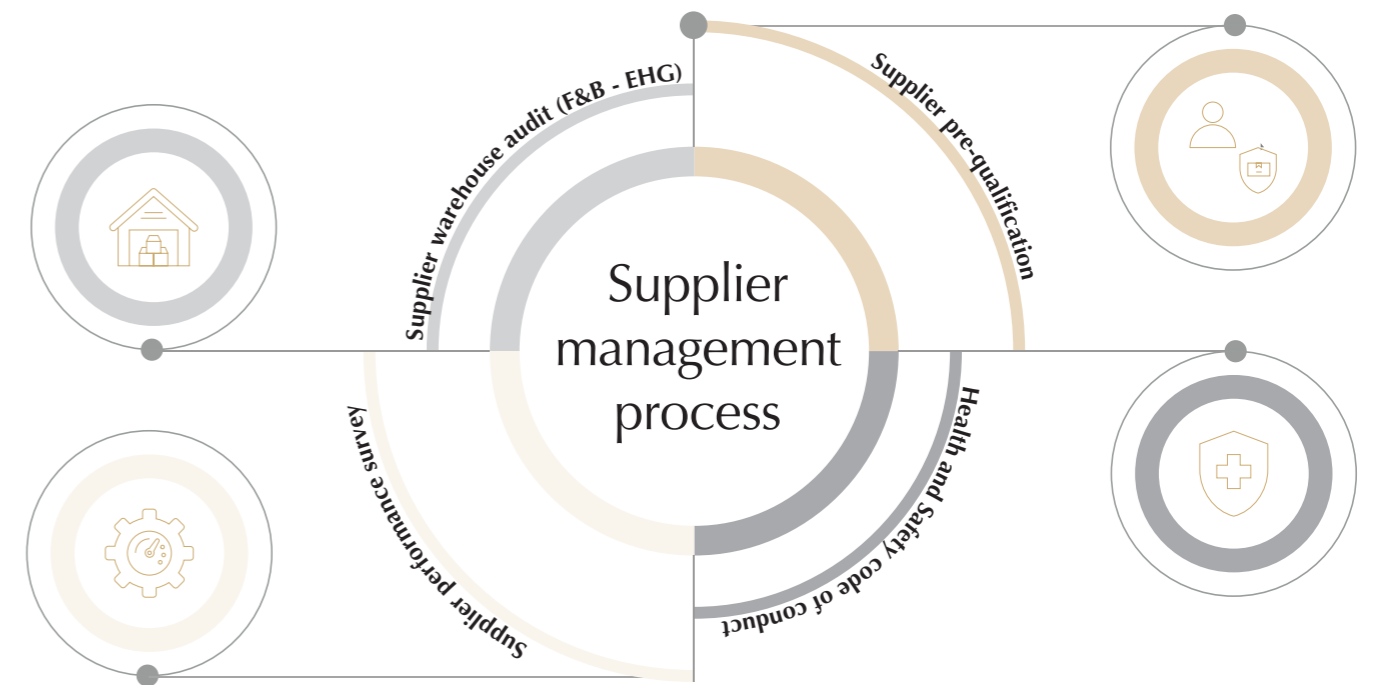 Supplier warehouse audit (F&B - EHG)
Supplier pre-qualification
Supplier
management
process
Supplier performance survey
Health and Safety code of conduct